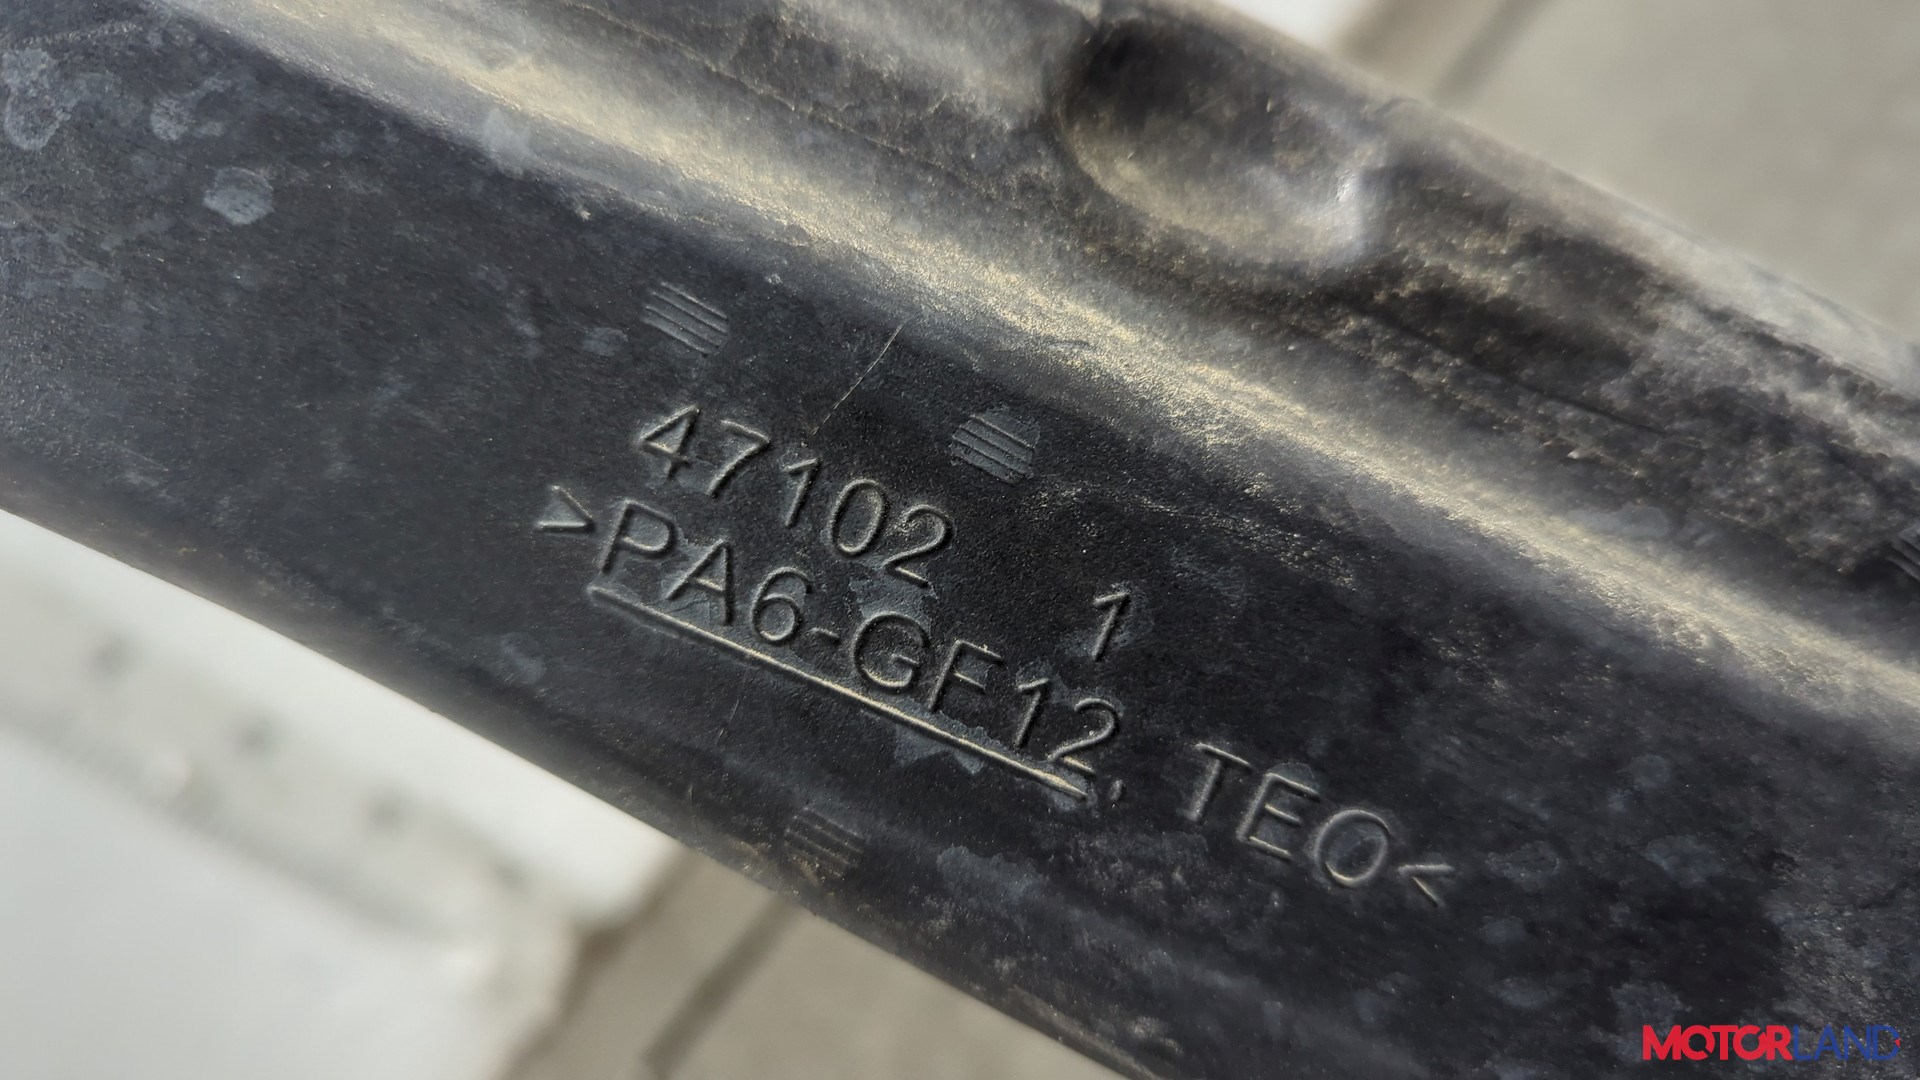 47102 1
>PA6-GF12, TEO<
MOTORLAND